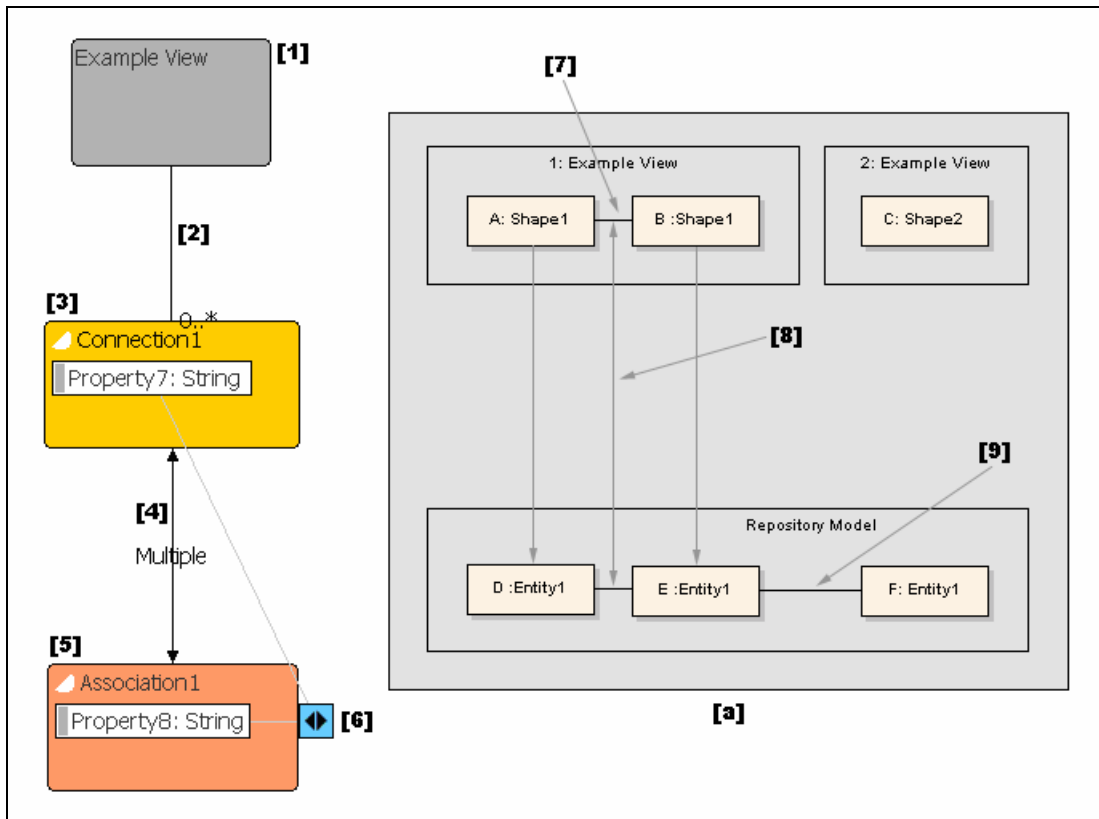 Example View
[1]
[2]
[3]
0..*
Connection1
Property7: String
[4]
Multiple
[5]
Association1
Property8: String
[6]
[7]
1: Example View
2: Example View
A: Shape1
B :Shape1
C: Shape2
[8]
[9]
Repository Model
D :Entity1
E :Entity1
F: Entity1
[a]